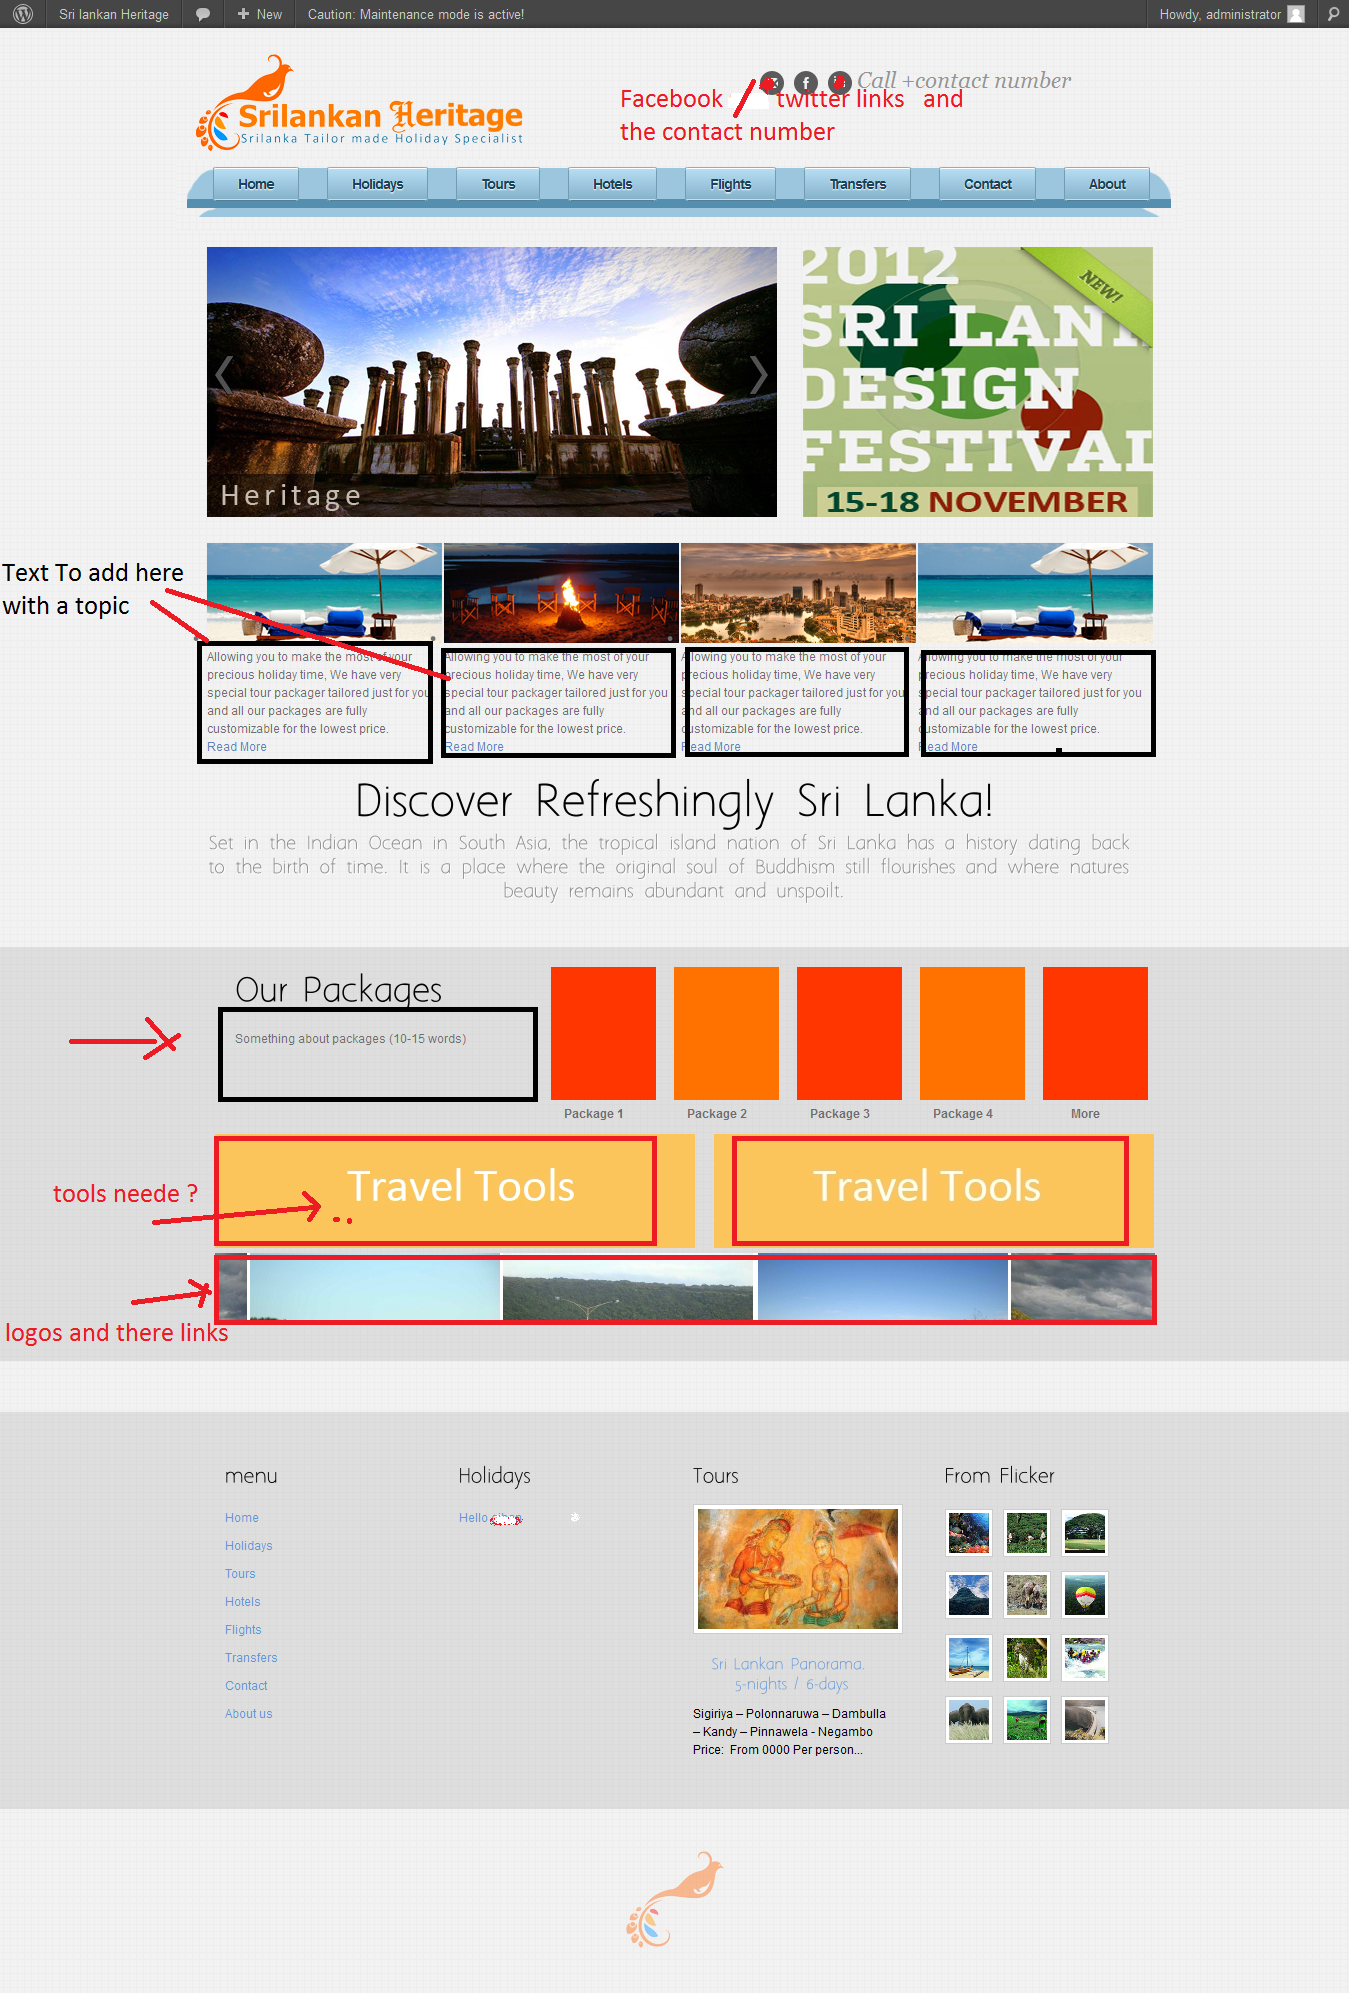 Sri lankan Heritage
New
Caution: Maintenance mode is active!
Howdy, administrator
Srilankan Heritage
Srilanka Tailor made Holiday Specialist
Call +contact number
Facebook / twitter links and
the contact number
Home Holidays Tours Hotels Flights Transfers Contact About
Heritage
2012
SRI LAN
DESIGN
FESTIVAL
15-18 NOVEMBER
NEW!
Text To add here
with a topic
Allowing you to make the most of your
precious holiday time, We have very
special tour packager tailored just for you
and all our packages are fully
customizable for the lowest price.
Read More
Allowing you to make the most of your
precious holiday time, We have very
special tour packager tailored just for you
and all our packages are fully
customizable for the lowest price.
Read More
Allowing you to make the most of your
precious holiday time, We have very
special tour packager tailored just for you
and all our packages are fully
customizable for the lowest price.
Read More
Allowing you to make the most of your
precious holiday time, We have very
special tour packager tailored just for you
and all our packages are fully
customizable for the lowest price.
Read More
Discover Refreshingly Sri Lanka!
Set in the Indian Ocean in South Asia, the tropical island nation of Sri Lanka has a history dating back
to the birth of time. It is a place where the original soul of Buddhism still flourishes and where natures
beauty remains abundant and unspoilt.
Our Packages
Something about packages (10-15 words)
Package 1
Package 2
Package 3
Package 4
More
tools neede ?
Travel Tools
Travel Tools
logos and there links
menu
Home
Holidays
Tours
Hotels
Flights
Transfers
Contact
About us
Holidays
Hello
Tours
Sri Lankan Panorama.
5-nights / 6-days
Sigiriya – Polonnaruwa – Dambulla
– Kandy – Pinnawela - Negambo
Price: From 0000 Per person...
From Flicker